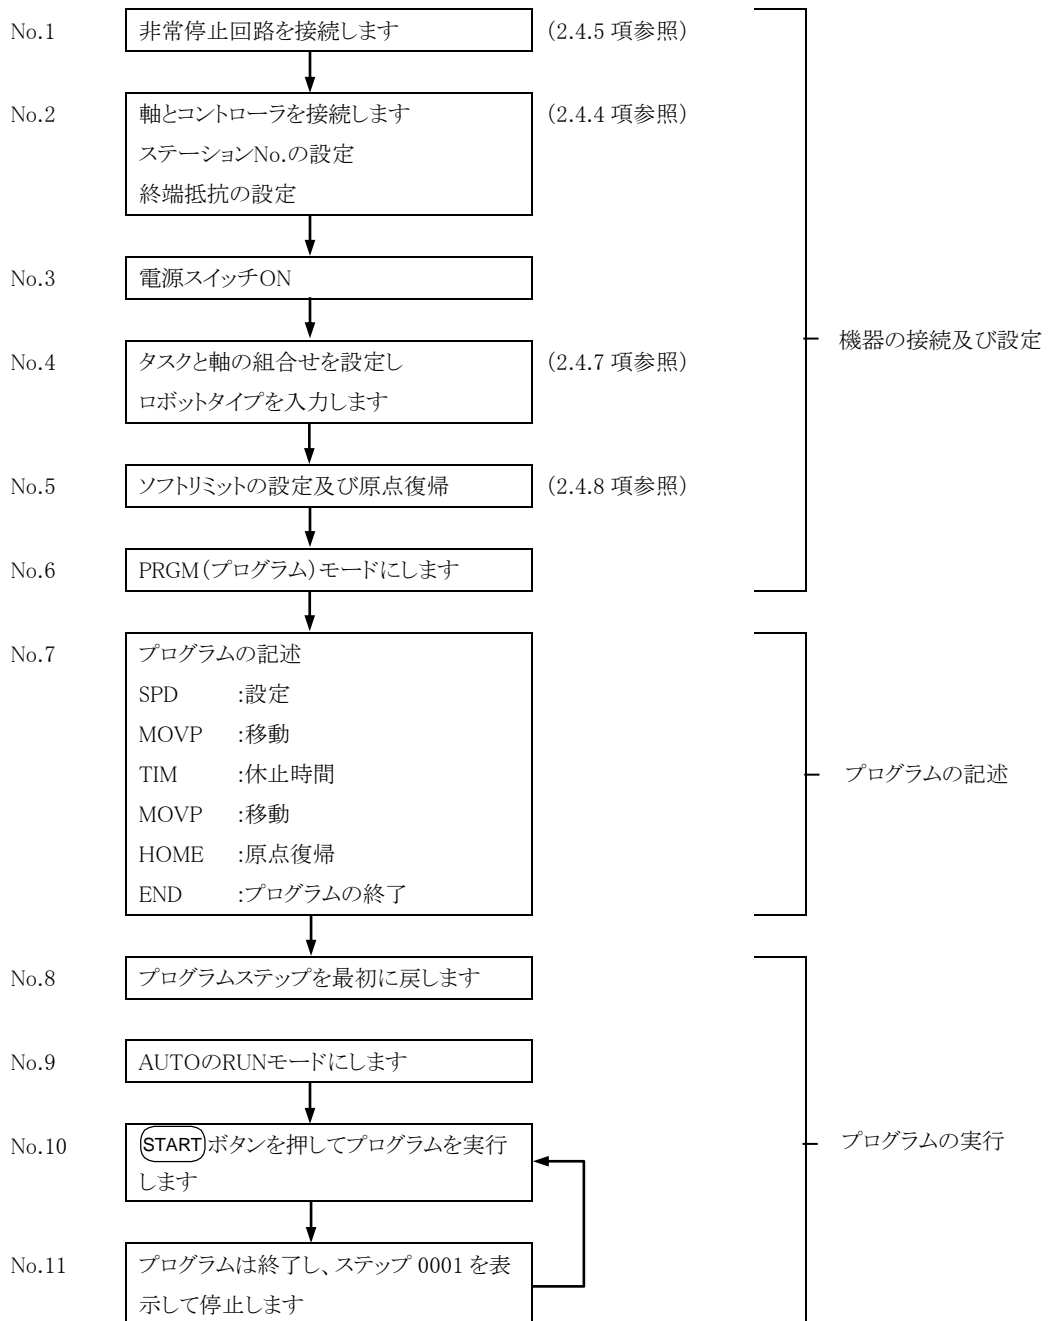 No.1 非常停止回路を接続します (2.4.5 項参照)
No.2 軸とコントローラを接続します (2.4.4 項参照)
ステーションNo.の設定
終端抵抗の設定
No.3 電源スイッチON
機器の接続及び設定
No.4 タスクと軸の組合せを設定し (2.4.7 項参照)
ロボットタイプを入力します
No.5 ソフトリミットの設定及び原点復帰 (2.4.8 項参照)
No.6 PRGM(プログラム)モードにします
No.7 プログラムの記述
SPD :設定
MOVP :移動
TIM :休止時間
プログラムの記述
MOVP :移動
HOME :原点復帰
END :プログラムの終了
No.8 プログラムステップを最初に戻します
No.9 AUTOのRUNモードにします
No.10 STARTボタンを押してプログラムを実行
します
プログラムの実行
No.11 プログラムは終了し、ステップ 0001 を表
示して停止します